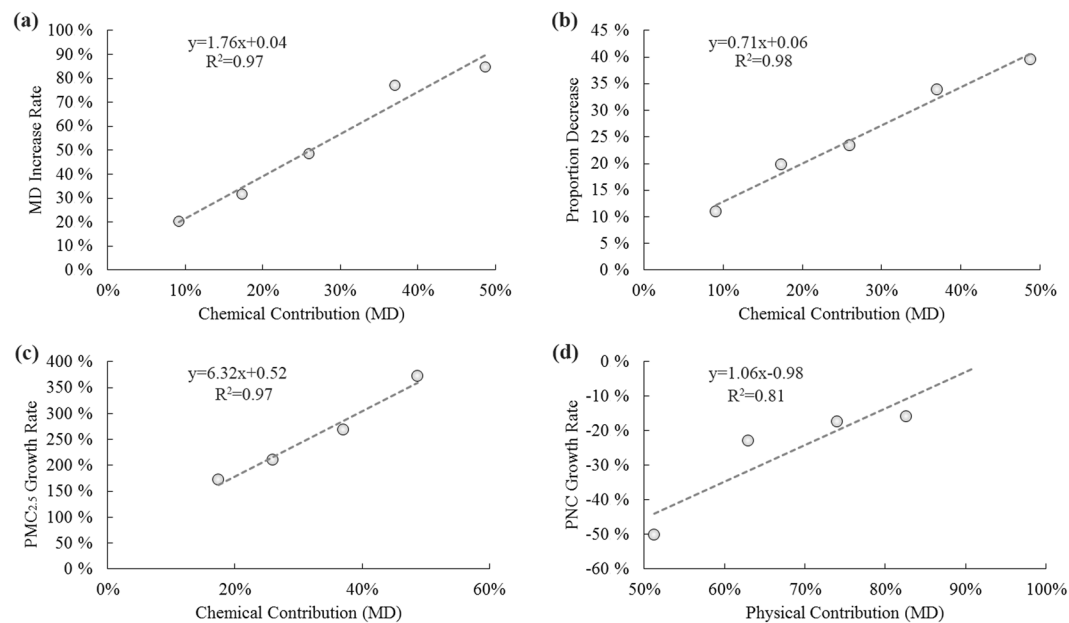 (a)
y=1.76x+0.04
R²=0.97
100 %
90 %
80 %
70 %
60 %
50 %
40 %
30 %
20 %
10 %
0 %
MD Increase Rate
0% 10% 20% 30% 40% 50%
Chemical Contribution (MD)
(b)
y=0.71x+0.06
R²=0.98
45 %
40 %
35 %
30 %
25 %
20 %
15 %
10 %
5 %
0 %
Proportion Decrease
0% 10% 20% 30% 40% 50%
Chemical Contribution (MD)
(c)
y=6.32x+0.52
R²=0.97
400 %
350 %
300 %
250 %
200 %
150 %
100 %
50 %
0 %
PMC₂.₅ Growth Rate
0% 20% 40% 60%
Chemical Contribution (MD)
(d)
y=1.06x-0.98
R²=0.81
0 %
-10 %
-20 %
-30 %
-40 %
-50 %
-60 %
PNC Growth Rate
50% 60% 70% 80% 90% 100%
Physical Contribution (MD)